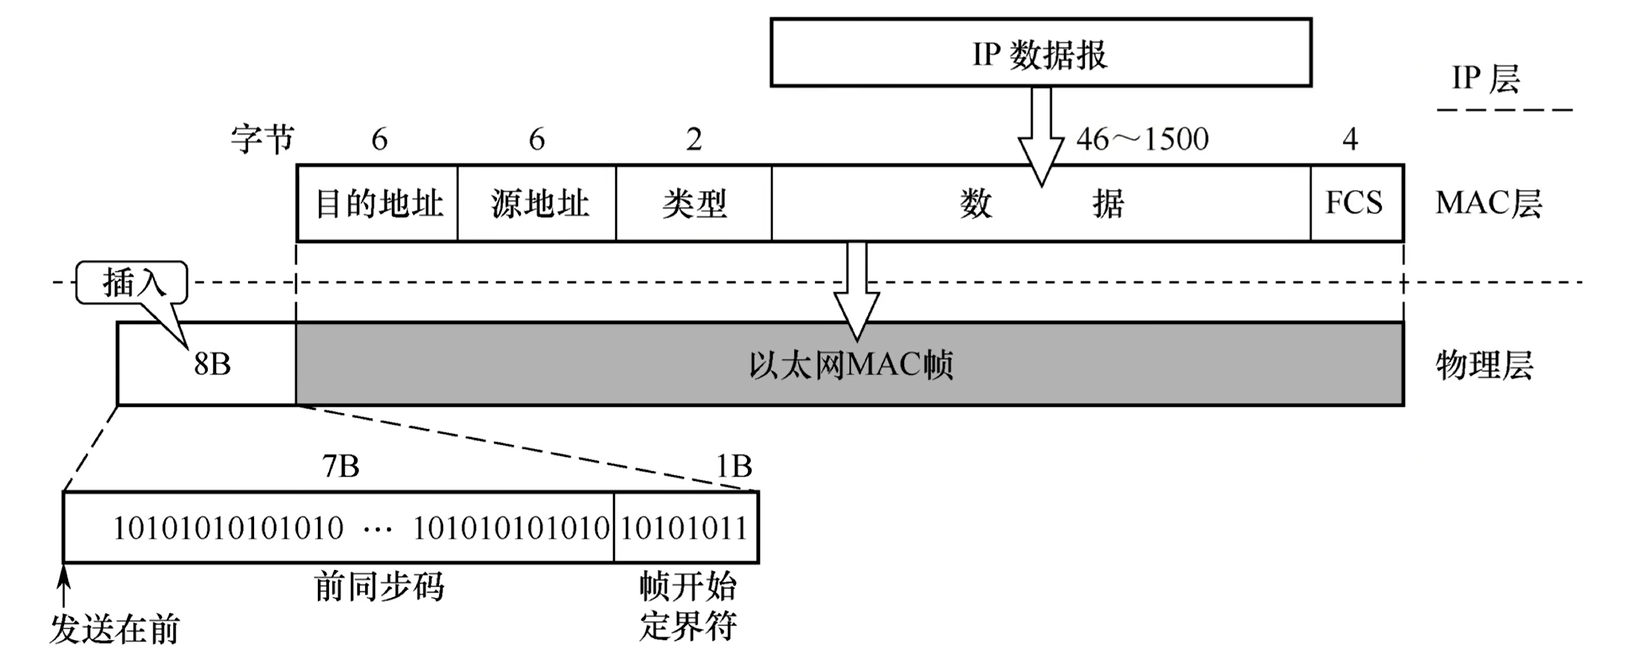 IP 数据报
IP 层
字节 6 6 2 46～1500 4
目的地址 源地址 类型 数 据 FCS MAC层
插入
8B 以太网MAC帧 物理层
7B 1B
10101010101010 ··· 101010101010 10101011
前同步码 帧开始
定界符
发送在前